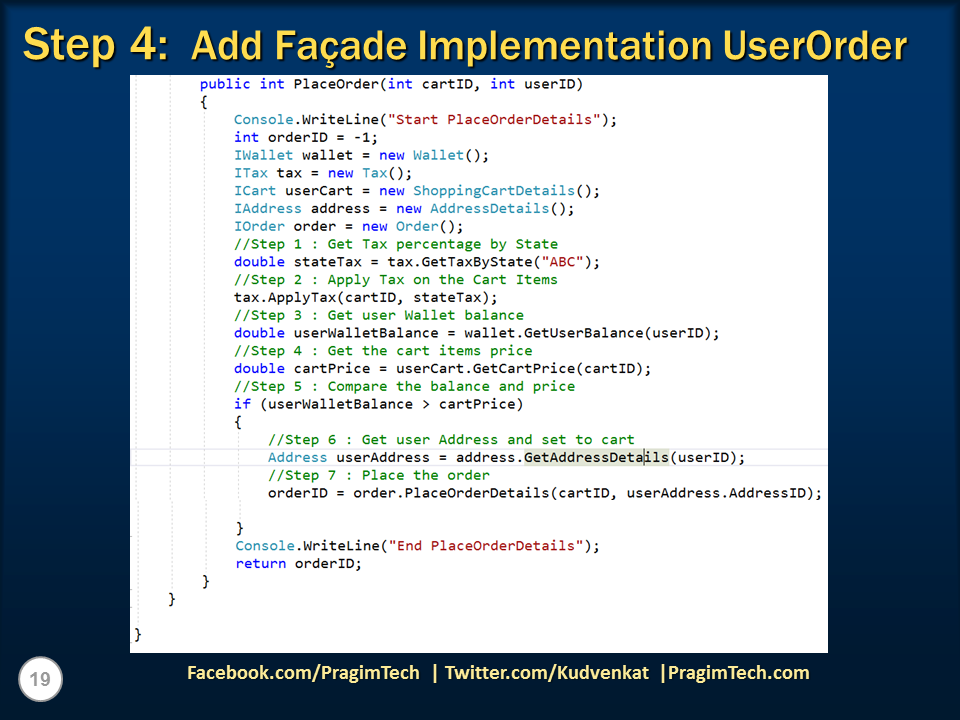 Step 4: Add Façade Implementation UserOrder
public int PlaceOrder(int cartID, int userID)
{
Console.WriteLine("Start PlaceOrderDetails");
int orderID = -1;
IWallet wallet = new Wallet();
ITax tax = new Tax();
ICart userCart = new ShoppingCartDetails();
IAddress address = new AddressDetails();
IOrder order = new Order();
//Step 1 : Get Tax percentage by State
double stateTax = tax.GetTaxByState("ABC");
//Step 2 : Apply Tax on the Cart Items
tax.ApplyTax(cartID, stateTax);
//Step 3 : Get user Wallet balance
double userWalletBalance = wallet.GetUserBalance(userID);
//Step 4 : Get the cart items price
double cartPrice = userCart.GetCartPrice(cartID);
//Step 5 : Compare the balance and price
if (userWalletBalance > cartPrice)
{
//Step 6 : Get user Address and set to cart
Address userAddress = address.GetAddressDetails(userID);
//Step 7 : Place the order
orderID = order.PlaceOrderDetails(cartID, userAddress.AddressID);
}
Console.WriteLine("End PlaceOrderDetails");
return orderID;
}
}
}
19
Facebook.com/PragimTech | Twitter.com/Kudvenkat |PragimTech.com